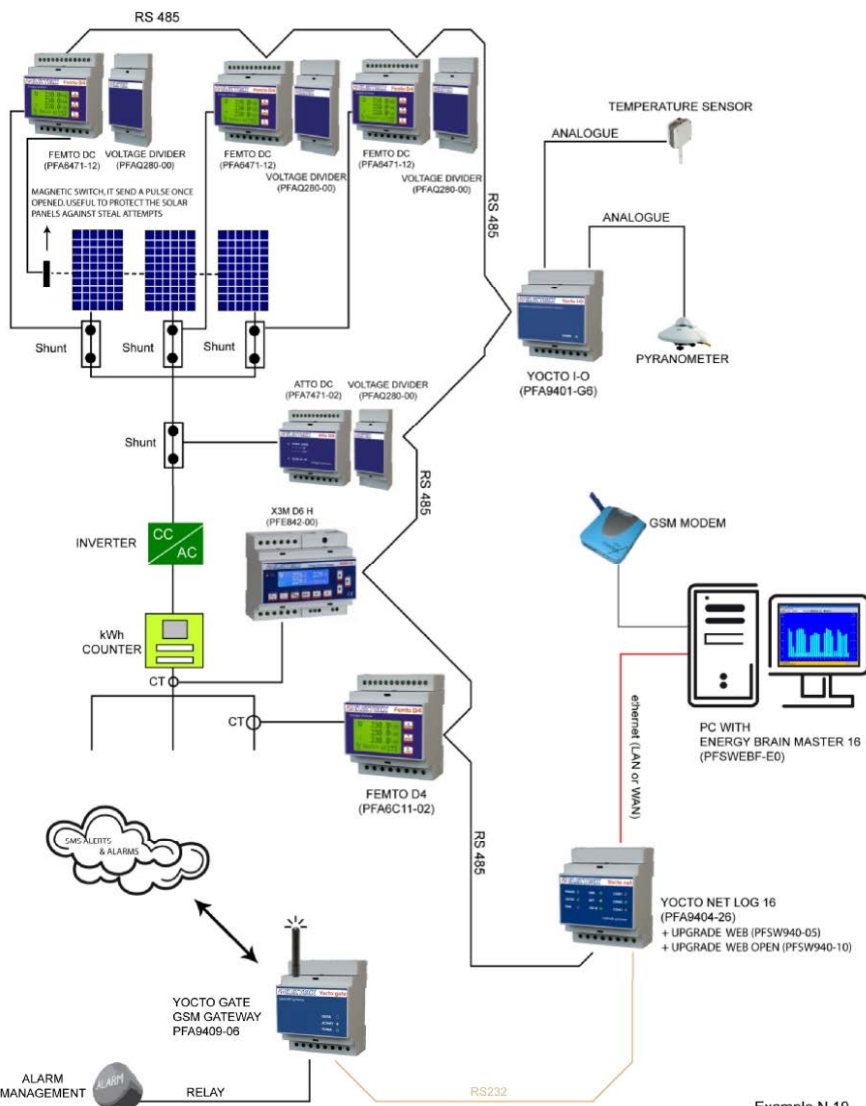 RS 485
FEMTO DC
(PFA6471-12)
VOLTAGE DIVIDER
(PFAQ280-00)
FEMTO DC
(PFA6471-12)
VOLTAGE DIVIDER
(PFAQ280-00)
FEMTO DC
(PFA6471-12)
VOLTAGE DIVIDER
(PFAQ280-00)
TEMPERATURE SENSOR
ANALOGUE
MAGNETIC SWITCH, IT SEND A PULSE ONCE
OPENED. USEFUL TO PROTECT THE SOLAR
PANELS AGAINST STEAL ATTEMPTS
RS 485
ANALOGUE
YOCTO I-O
(PFA9401-G6)
PYRANOMETER
Shunt
Shunt
Shunt
ATTO DC
(PFA7471-02)
VOLTAGE DIVIDER
(PFAQ280-00)
Shunt
RS 485
X3M D6 H
(PFE842-00)
GSM MODEM
INVERTER
CC
AC
kWh
COUNTER
CT
CT
FEMTO D4
(PFA6C11-02)
ethernet (LAN or WAN)
PC WITH
ENERGY BRAIN MASTER 16
(PFSWEBF-E0)
SMS ALERTS
& ALARMS
RS 485
YOCTO NET LOG 16
(PFA9404-26)
+ UPGRADE WEB (PFSW940-05)
+ UPGRADE WEB OPEN (PFSW940-10)
YOCTO GATE
GSM GATEWAY
PFA9409-06
Yocto gate
ALARM
MANAGEMENT
ALARM
RELAY
RS232
Example N.10